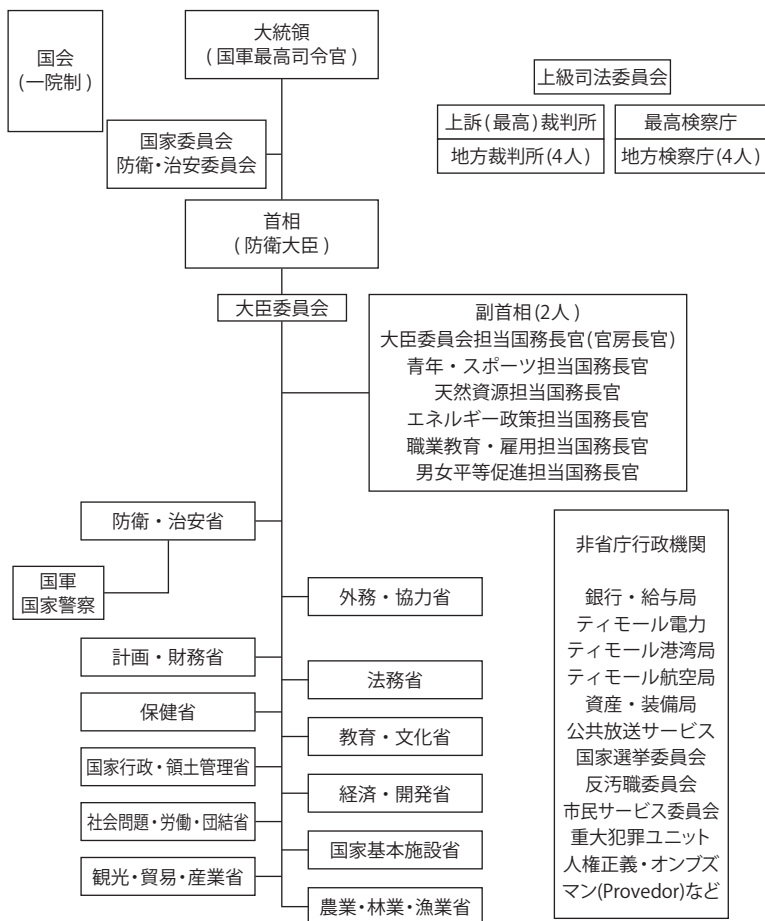 国会
(一院制)
大統領
(国軍最高司令官)
上級司法委員会
上訴(最高)裁判所
最高検察庁
地方裁判所(4人)
地方検察庁(4人)
国家委員会
防衛・治安委員会
首相
(防衛大臣)
大臣委員会
副首相(2人)
大臣委員会担当国務長官(官房長官)
青年・スポーツ担当国務長官
天然資源担当国務長官
エネルギー政策担当国務長官
職業教育・雇用担当国務長官
男女平等促進担当国務長官
防衛・治安省
国軍
国家警察
外務・協力省
計画・財務省
法務省
保健省
教育・文化省
国家行政・領土管理省
経済・開発省
社会問題・労働・団結省
国家基本施設省
観光・貿易・産業省
農業・林業・漁業省
非省庁行政機関
銀行・給与局
ティモール電力
ティモール港湾局
ティモール航空局
資産・装備局
公共放送サービス
国家選挙委員会
反汚職委員会
市民サービス委員会
重大犯罪ユニット
人権正義・オンブズ
マン(Provedor)など